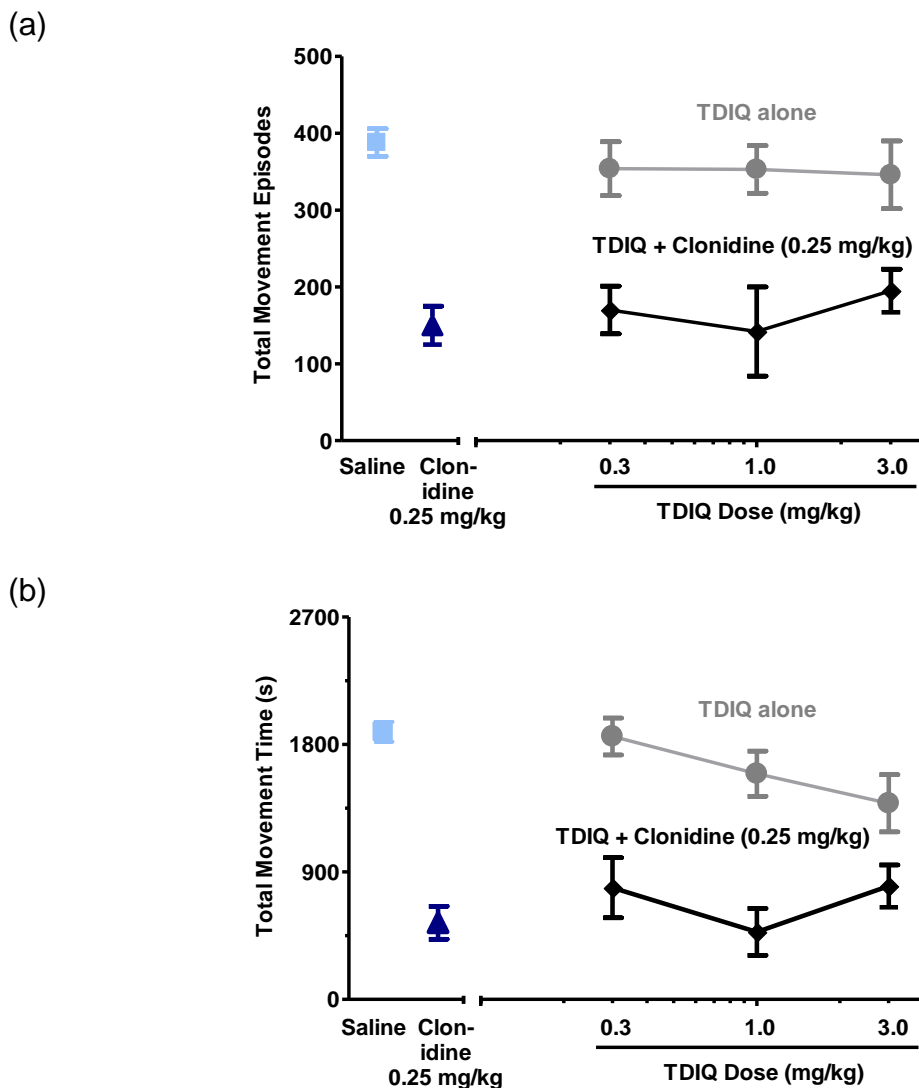 (a)
500
400
300
200
100
0
Total Movement Episodes
TDIQ alone
TDIQ + Clonidine (0.25 mg/kg)
Saline
Clon-
idine
0.25 mg/kg
0.3 1.0 3.0
TDIQ Dose (mg/kg)
(b)
2700
1800
900
0
Total Movement Time (s)
TDIQ alone
TDIQ + Clonidine (0.25 mg/kg)
Saline
Clon-
idine
0.25 mg/kg
0.3 1.0 3.0
TDIQ Dose (mg/kg)